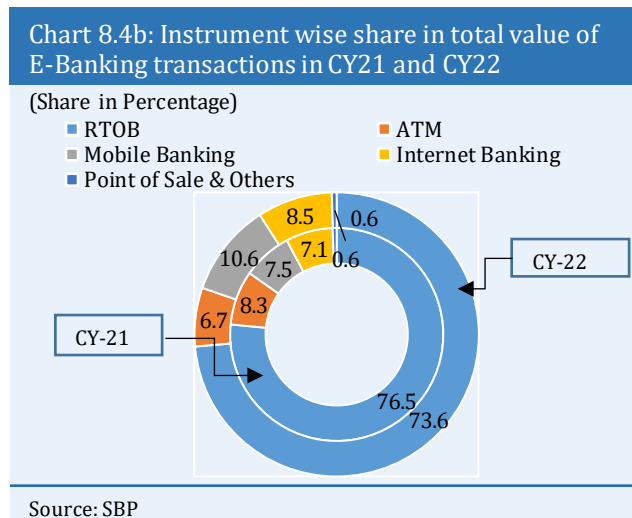 Chart 8.4b: Instrument wise share in total value of
E-Banking transactions in CY21 and CY22
(Share in Percentage)
RTOB
ATM
Mobile Banking
Internet Banking
Point of Sale & Others
8.5
0.6
10.6
7.5
7.1
0.6
CY-22
6.7
8.3
CY-21
76.5
73.6
Source: SBP